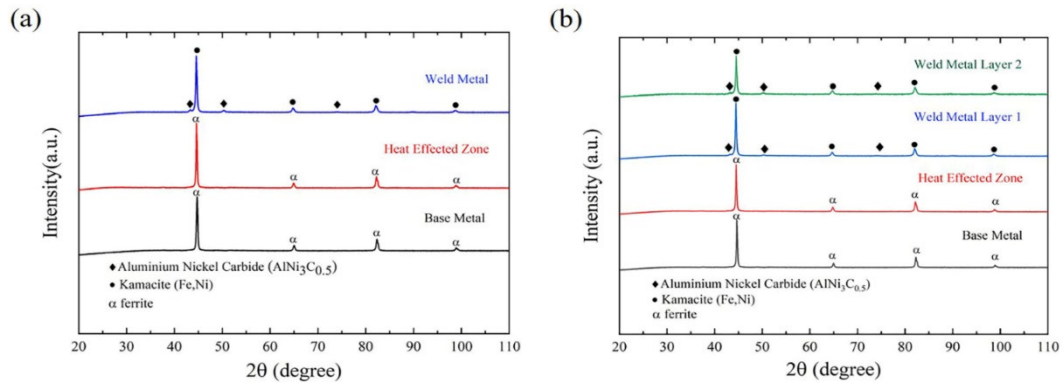 (a)
Intensity(a.u.)
●
Weld Metal
◆ ◆ ● ◆ ● ●
α
Heat Effected Zone
α α α
α
Base Metal
α α α
◆ Aluminium Nickel Carbide (AlNi₃C₀.₅)
● Kamacite (Fe,Ni)
α ferrite
20 30 40 50 60 70 80 90 100 110
2θ (degree)
(b)
Intensity (a.u.)
●
Weld Metal Layer 2
◆ ◆ ● ◆ ● ●
●
Weld Metal Layer 1
◆ ◆ ● ◆ ● ●
α
Heat Effected Zone
α α α
α
Base Metal
α α α
◆ Aluminium Nickel Carbide (AlNi₃C₀.₅)
● Kamacite (Fe,Ni)
α ferrite
20 30 40 50 60 70 80 90 100 110
2θ (degree)